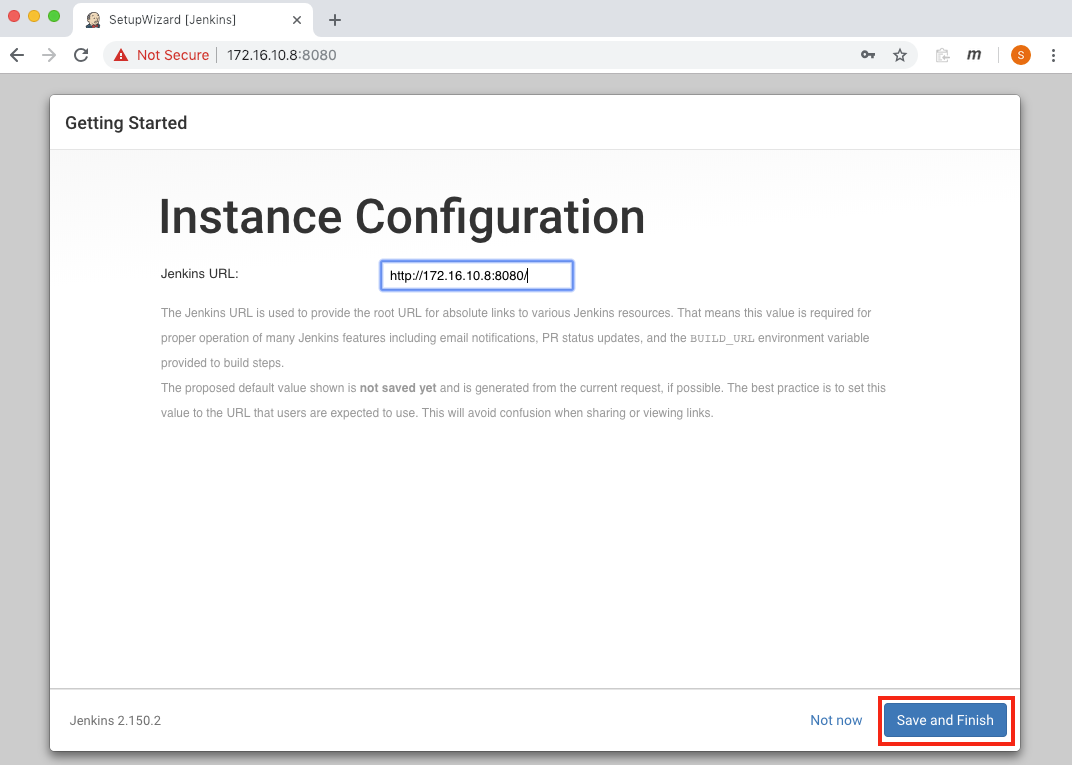 SetupWizard [Jenkins]
Not Secure 172.16.10.8:8080
m
S
Getting Started
Instance Configuration
Jenkins URL: http://172.16.10.8:8080/
The Jenkins URL is used to provide the root URL for absolute links to various Jenkins resources. That means this value is required for
proper operation of many Jenkins features including email notifications, PR status updates, and the BUILD_URL environment variable
provided to build steps.
The proposed default value shown is not saved yet and is generated from the current request, if possible. The best practice is to set this
value to the URL that users are expected to use. This will avoid confusion when sharing or viewing links.
Jenkins 2.150.2 Not now Save and Finish